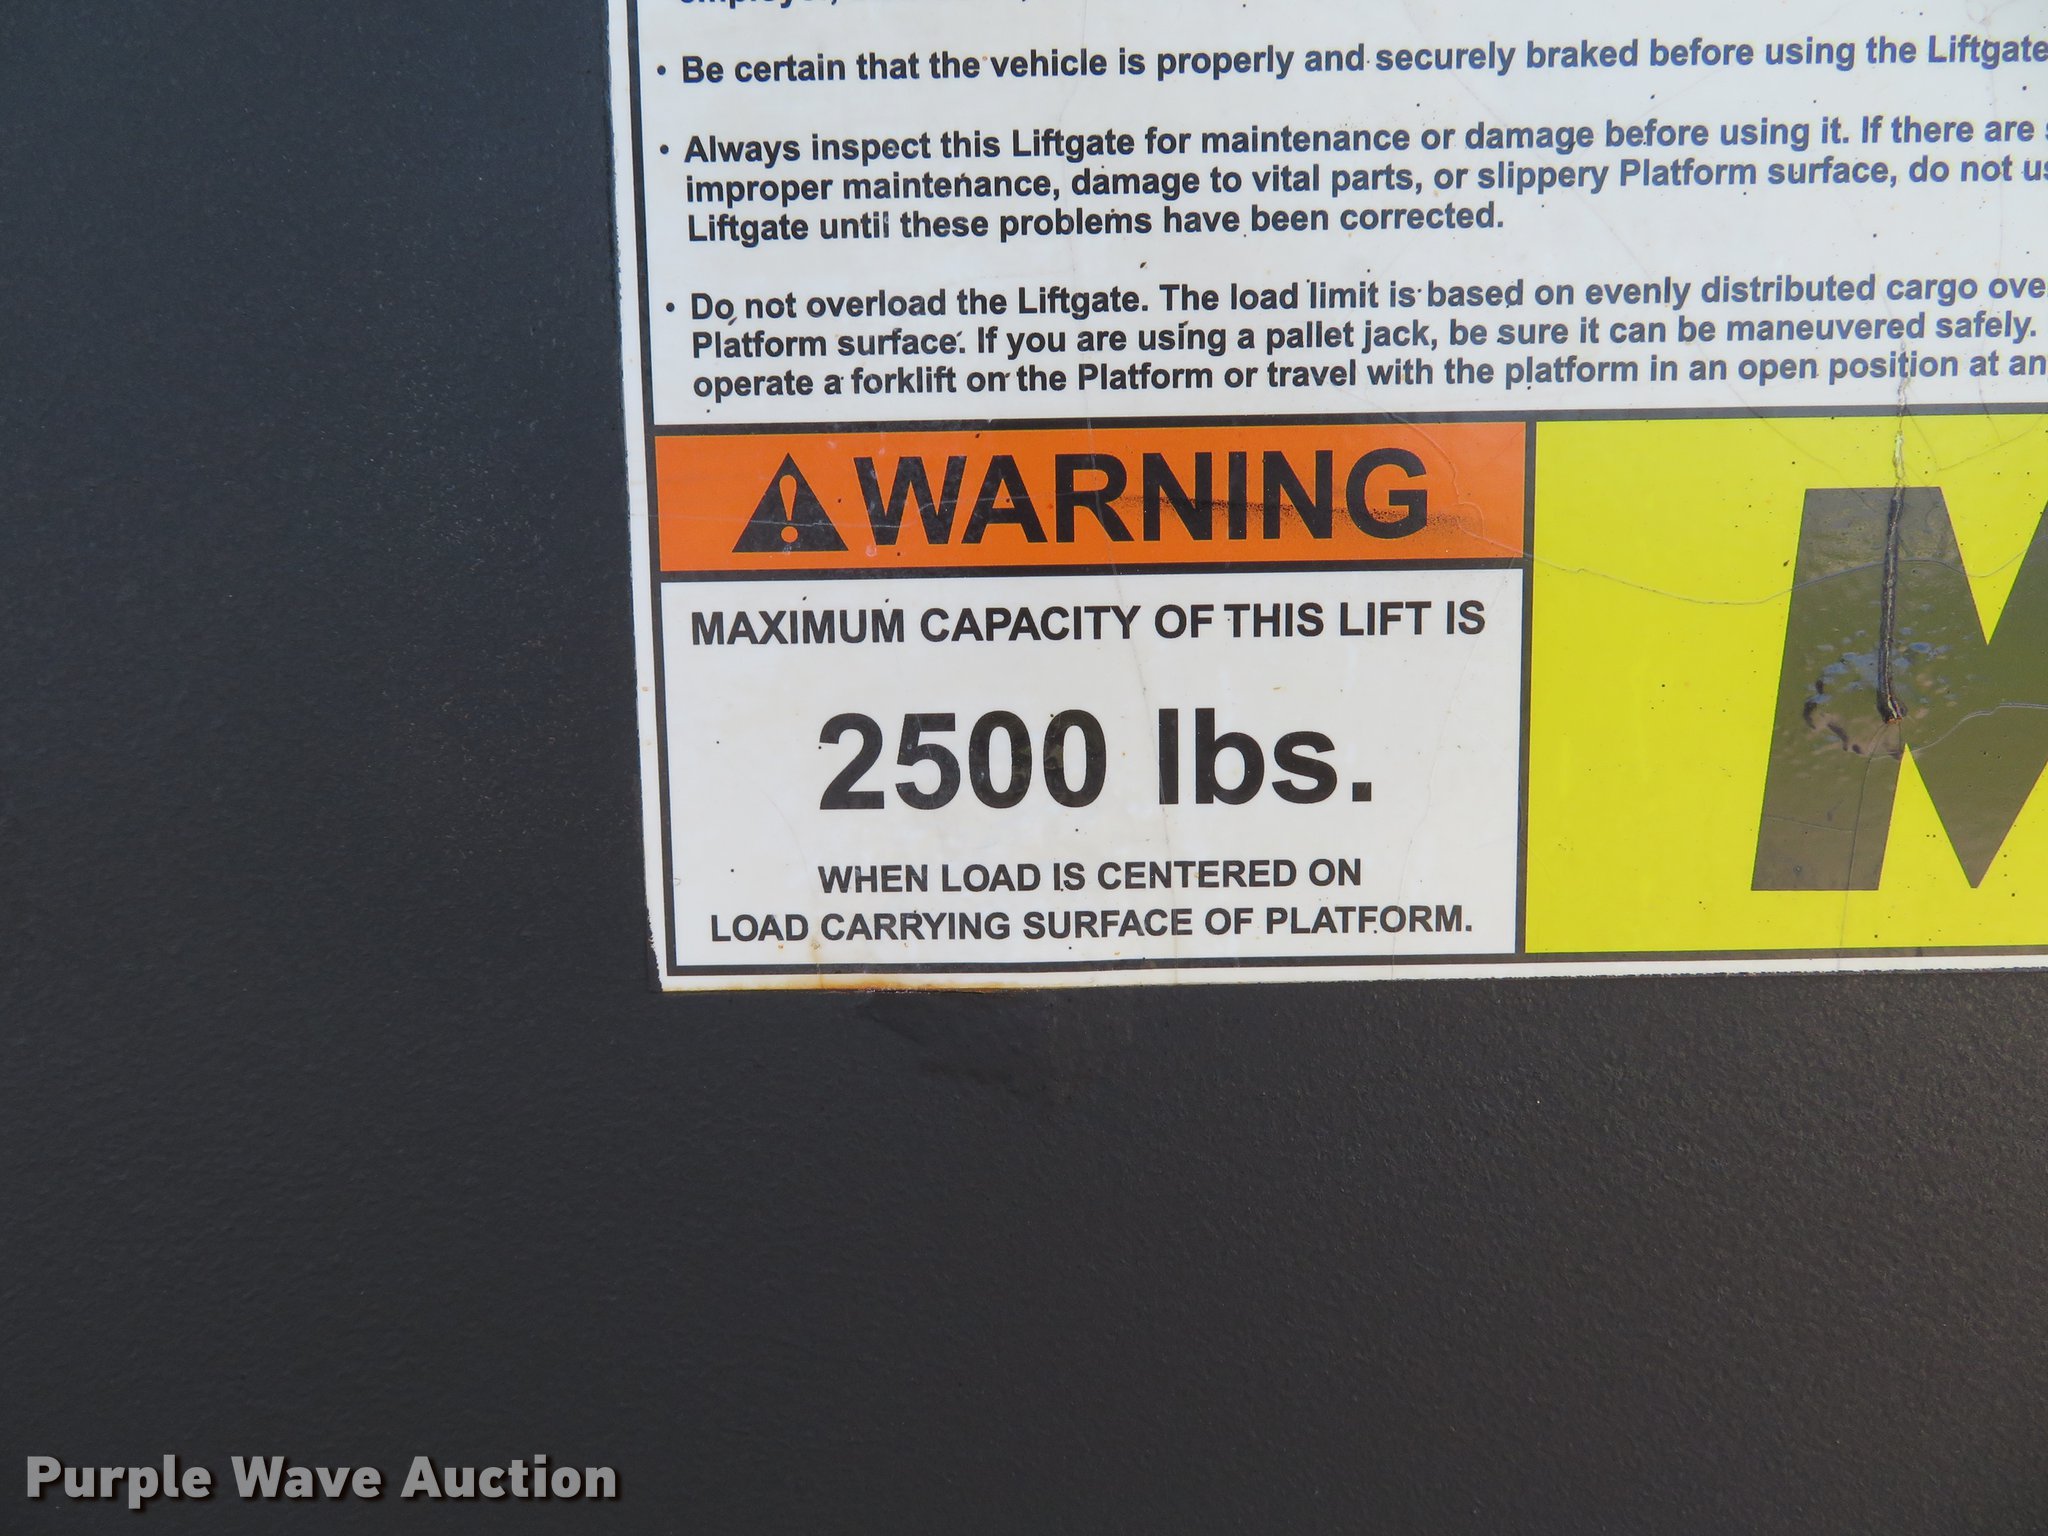 • Be certain that the vehicle is properly and securely braked before using the Liftgate
• Always inspect this Liftgate for maintenance or damage before using it. If there are
improper maintenance, damage to vital parts, or slippery Platform surface, do not
Liftgate until these problems have been corrected.
• Do not overload the Liftgate. The load limit is based on evenly distributed cargo
Platform surface. If you are using a pallet jack, be sure it can be maneuvered safely.
operate a forklift on the Platform or travel with the platform in an open position at
WARNING
MAXIMUM CAPACITY OF THIS LIFT IS
2500 lbs.
WHEN LOAD IS CENTERED ON
LOAD CARRYING SURFACE OF PLATFORM.
M
Purple Wave Auction